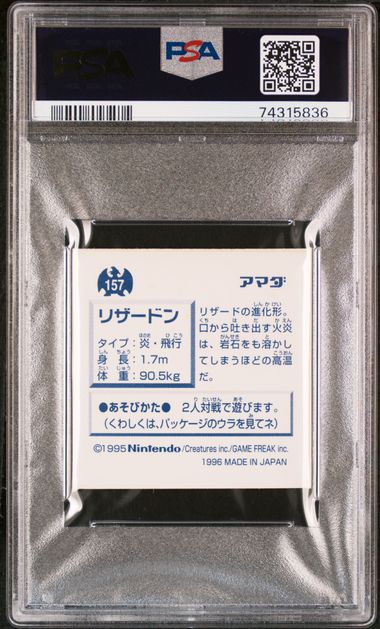 PSA
PSA
74315836
157
アマダ
リザードン
タイプ：炎・飛行
身長：1.7m
体重：90.5kg
リザードの進化形。
口から吐き出す火炎
は、岩石をも溶かし
てしまうほどの高温
だ。
●あそびかた● 2人対戦で遊びます。
（くわしくは、パッケージのウラを見てネ）
©1995 Nintendo/Creatures inc./GAME FREAK inc.
1996 MADE IN JAPAN